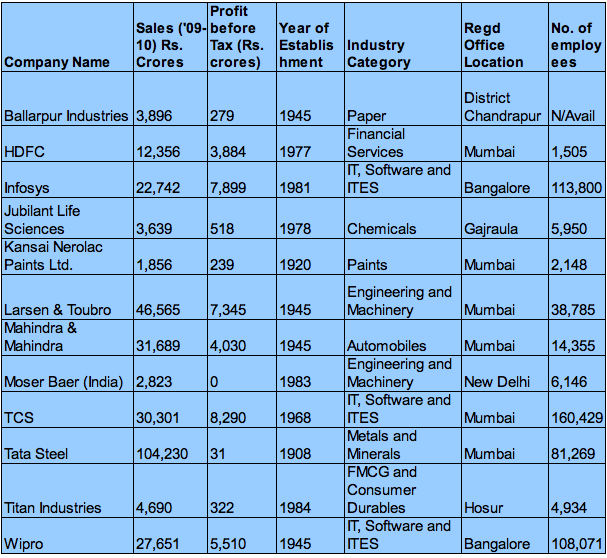 Company Name Sales ('09-10) Rs. Crores Profit before Tax (Rs. crores) Year of Establis hment Industry Category Regd Office Location No. of employ ees
Ballarpur Industries 3,896 279 1945 Paper District Chandrapur N/Avail
HDFC 12,356 3,884 1977 Financial Services Mumbai 1,505
Infosys 22,742 7,899 1981 IT, Software and ITES Bangalore 113,800
Jubilant Life Sciences 3,639 518 1978 Chemicals Gajraula 5,950
Kansai Nerolac Paints Ltd. 1,856 239 1920 Paints Mumbai 2,148
Larsen & Toubro 46,565 7,345 1945 Engineering and Machinery Mumbai 38,785
Mahindra & Mahindra 31,689 4,030 1945 Automobiles Mumbai 14,355
Moser Baer (India) 2,823 0 1983 Engineering and Machinery New Delhi 6,146
TCS 30,301 8,290 1968 IT, Software and ITES Mumbai 160,429
Tata Steel 104,230 31 1908 Metals and Minerals Mumbai 81,269
Titan Industries 4,690 322 1984 FMCG and Consumer Durables Hosur 4,934
Wipro 27,651 5,510 1945 IT, Software and ITES Bangalore 108,071